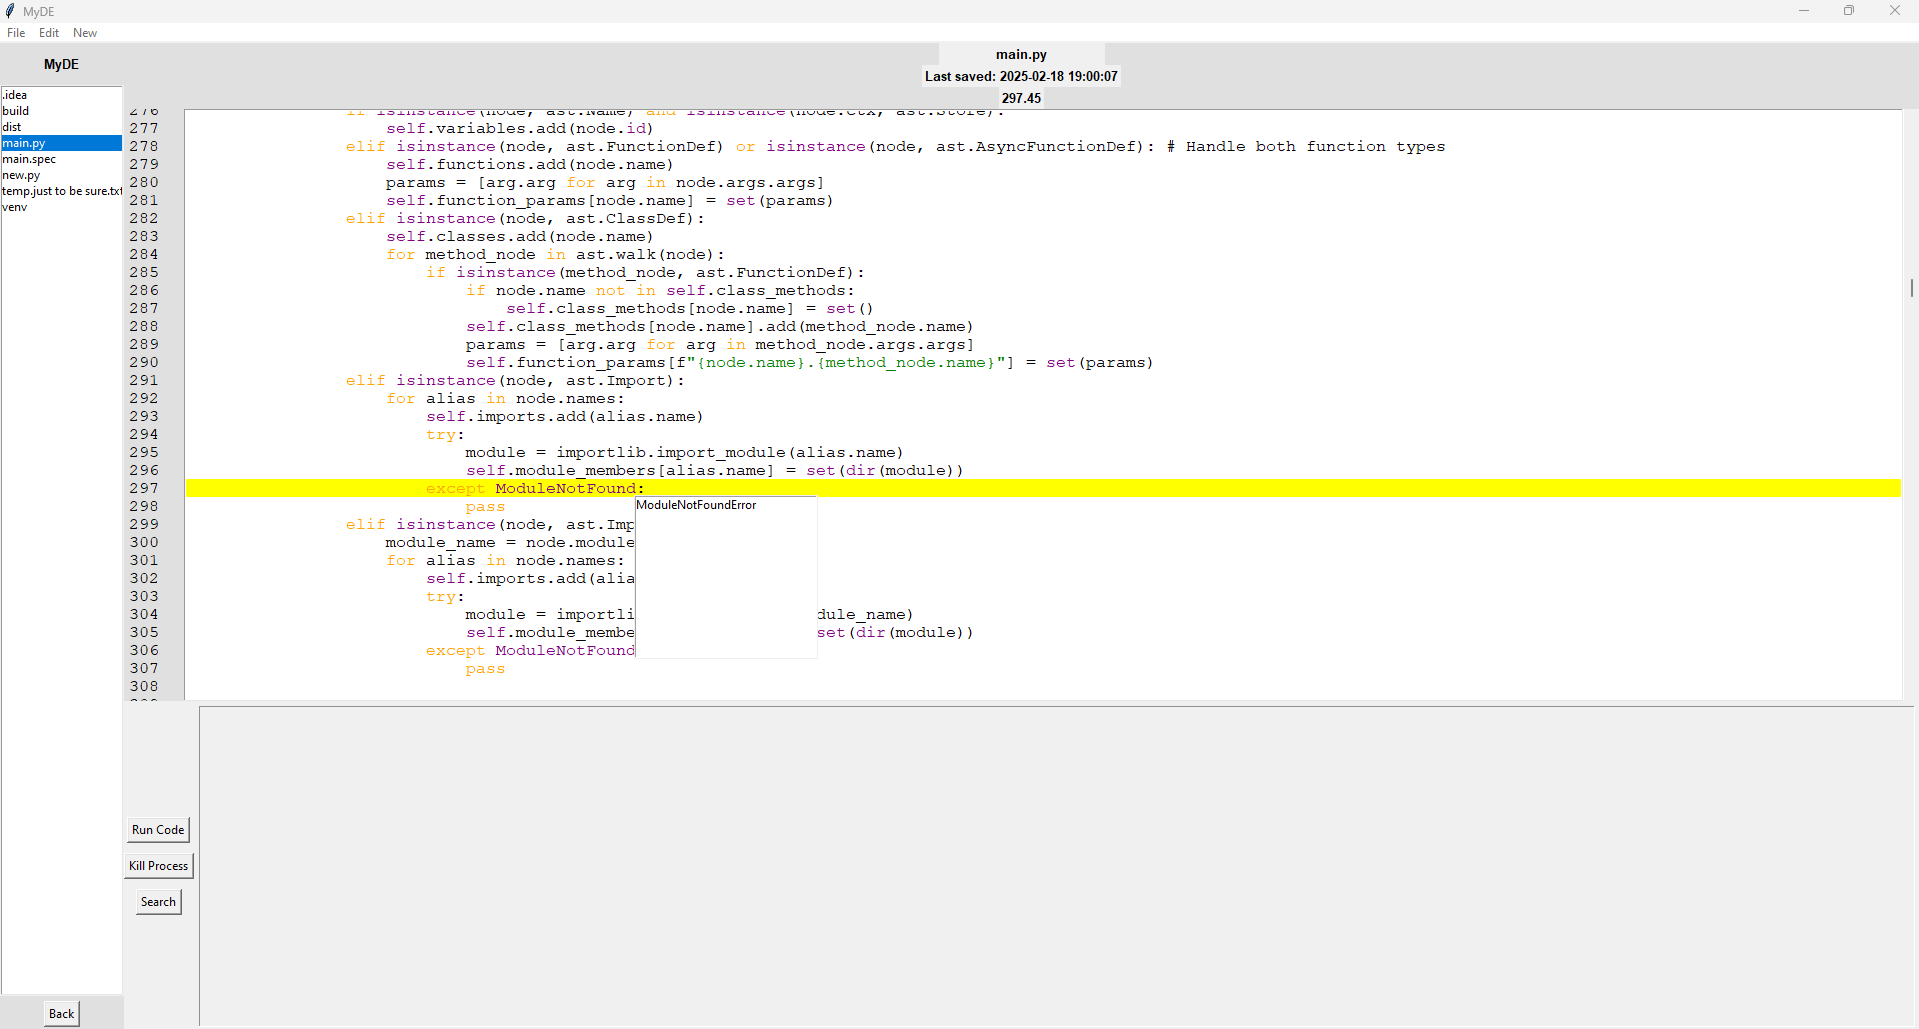 MyDE
File Edit New
MyDE
main.py
Last saved: 2025-02-18 19:00:07
297.45
.idea
build
dist
main.py
main.spec
new.py
temp.just to be sure.txt
venv
276 if isinstance(node, ast.Name) and isinstance(node.ctx, ast.Store):
277 self.variables.add(node.id)
278 elif isinstance(node, ast.FunctionDef) or isinstance(node, ast.AsyncFunctionDef): # Handle both function types
279 self.functions.add(node.name)
280 params = [arg.arg for arg in node.args.args]
281 self.function_params[node.name] = set(params)
282 elif isinstance(node, ast.ClassDef):
283 self.classes.add(node.name)
284 for method_node in ast.walk(node):
285 if isinstance(method_node, ast.FunctionDef):
286 if node.name not in self.class_methods:
287 self.class_methods[node.name] = set()
288 self.class_methods[node.name].add(method_node.name)
289 params = [arg.arg for arg in method_node.args.args]
290 self.function_params[f"{node.name}.{method_node.name}"] = set(params)
291 elif isinstance(node, ast.Import):
292 for alias in node.names:
293 self.imports.add(alias.name)
294 try:
295 module = importlib.import_module(alias.name)
296 self.module_members[alias.name] = set(dir(module))
297 except ModuleNotFound:
ModuleNotFoundError
298 pass
299 elif isinstance(node, ast.Imp
300 module_name = node.module
301 for alias in node.names:
302 self.imports.add(alia
303 try:
304 module = importli dule_name)
305 self.module_membe set(dir(module))
306 except ModuleNotFound
307 pass
308
Run Code
Kill Process
Search
Back